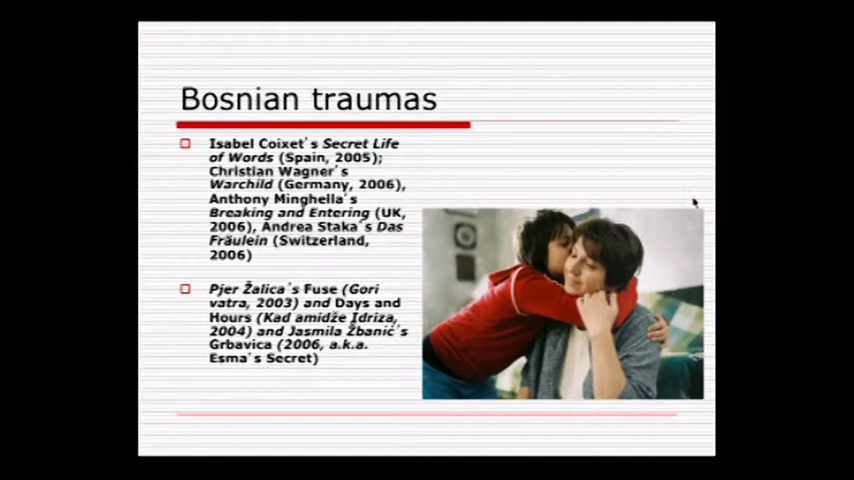 Bosnian traumas
Isabel Coixet's Secret Life
of Words (Spain, 2005);
Christian Wagner's
Warchild (Germany, 2006),
Anthony Minghella's
Breaking and Entering (UK,
2006), Andrea Staka's Das
Fräulein (Switzerland,
2006)
Pjer Žalica's Fuse (Gori
vatra, 2003) and Days and
Hours (Kad amidže Idriza,
2004) and Jasmila Žbanić's
Grbavica (2006, a.k.a.
Esma's Secret)